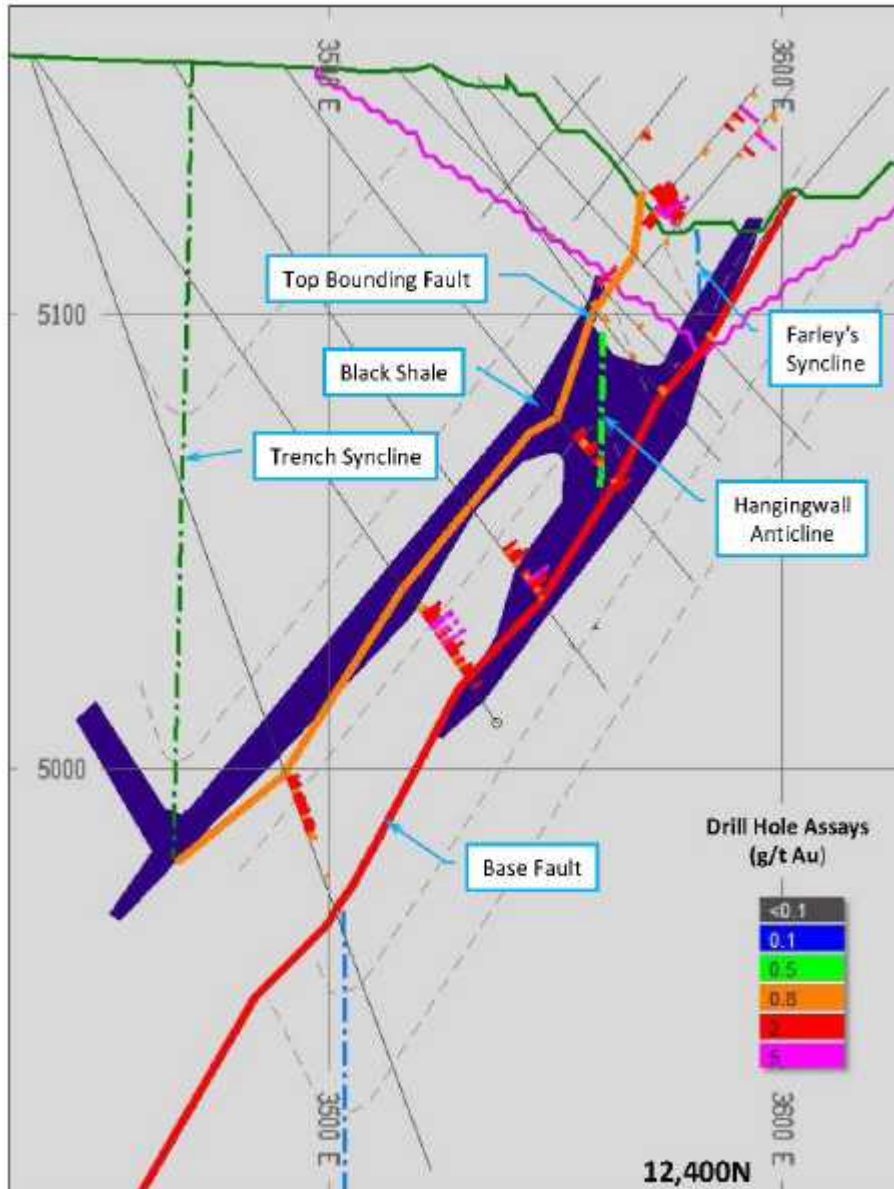 3500 E
3600 E
Top Bounding Fault
5100
Farley's
Syncline
Black Shale
Trench Syncline
Hangingwall
Anticline
5000
Drill Hole Assays
(g/t Au)
Base Fault
<0.1
0.1
0.5
0.8
2
5
3500 E
3600 E
12,400N